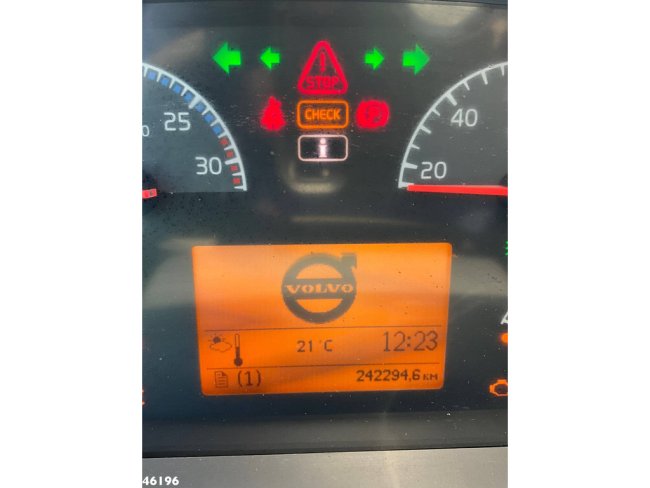 STOP
CHECK
i
25
30
40
20
VOLVO
21°C 12:23
(1) 242294,6 KM
46196